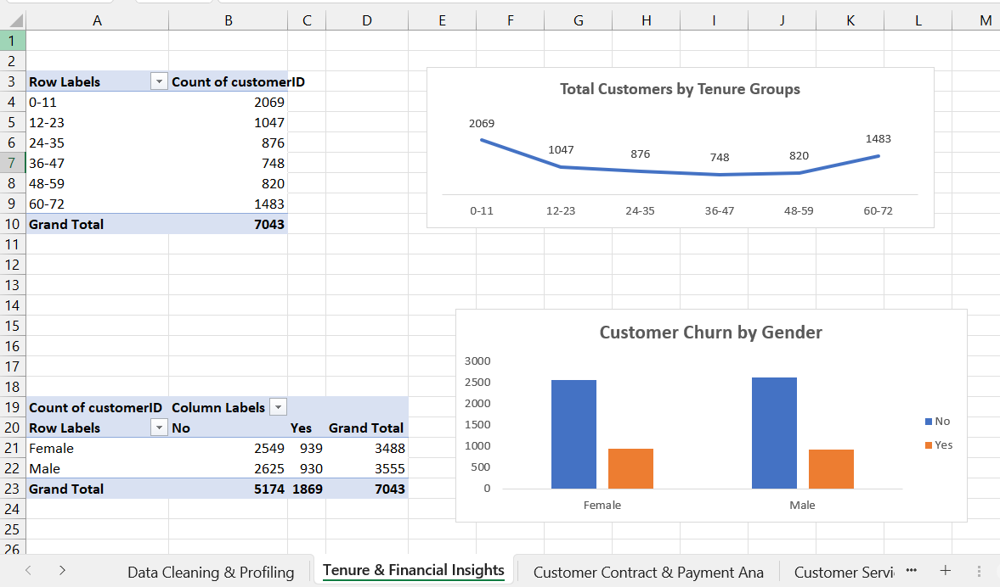 A B C D E F G H I J K L M
1
2
3 Row Labels Count of customerID
4 0-11 2069
5 12-23 1047
6 24-35 876
7 36-47 748
8 48-59 820
9 60-72 1483
10 Grand Total 7043
Total Customers by Tenure Groups
2069 1047 876 748 820 1483
0-11 12-23 24-35 36-47 48-59 60-72
11
12
13
14
15
16
17
18
19 Count of customerID Column Labels
20 Row Labels No Yes Grand Total
21 Female 2549 939 3488
22 Male 2625 930 3555
23 Grand Total 5174 1869 7043
24
25
26
Customer Churn by Gender
3000
2500
2000
1500
1000
500
0
Female Male
No
Yes
Data Cleaning & Profiling Tenure & Financial Insights Customer Contract & Payment Ana Customer Servi